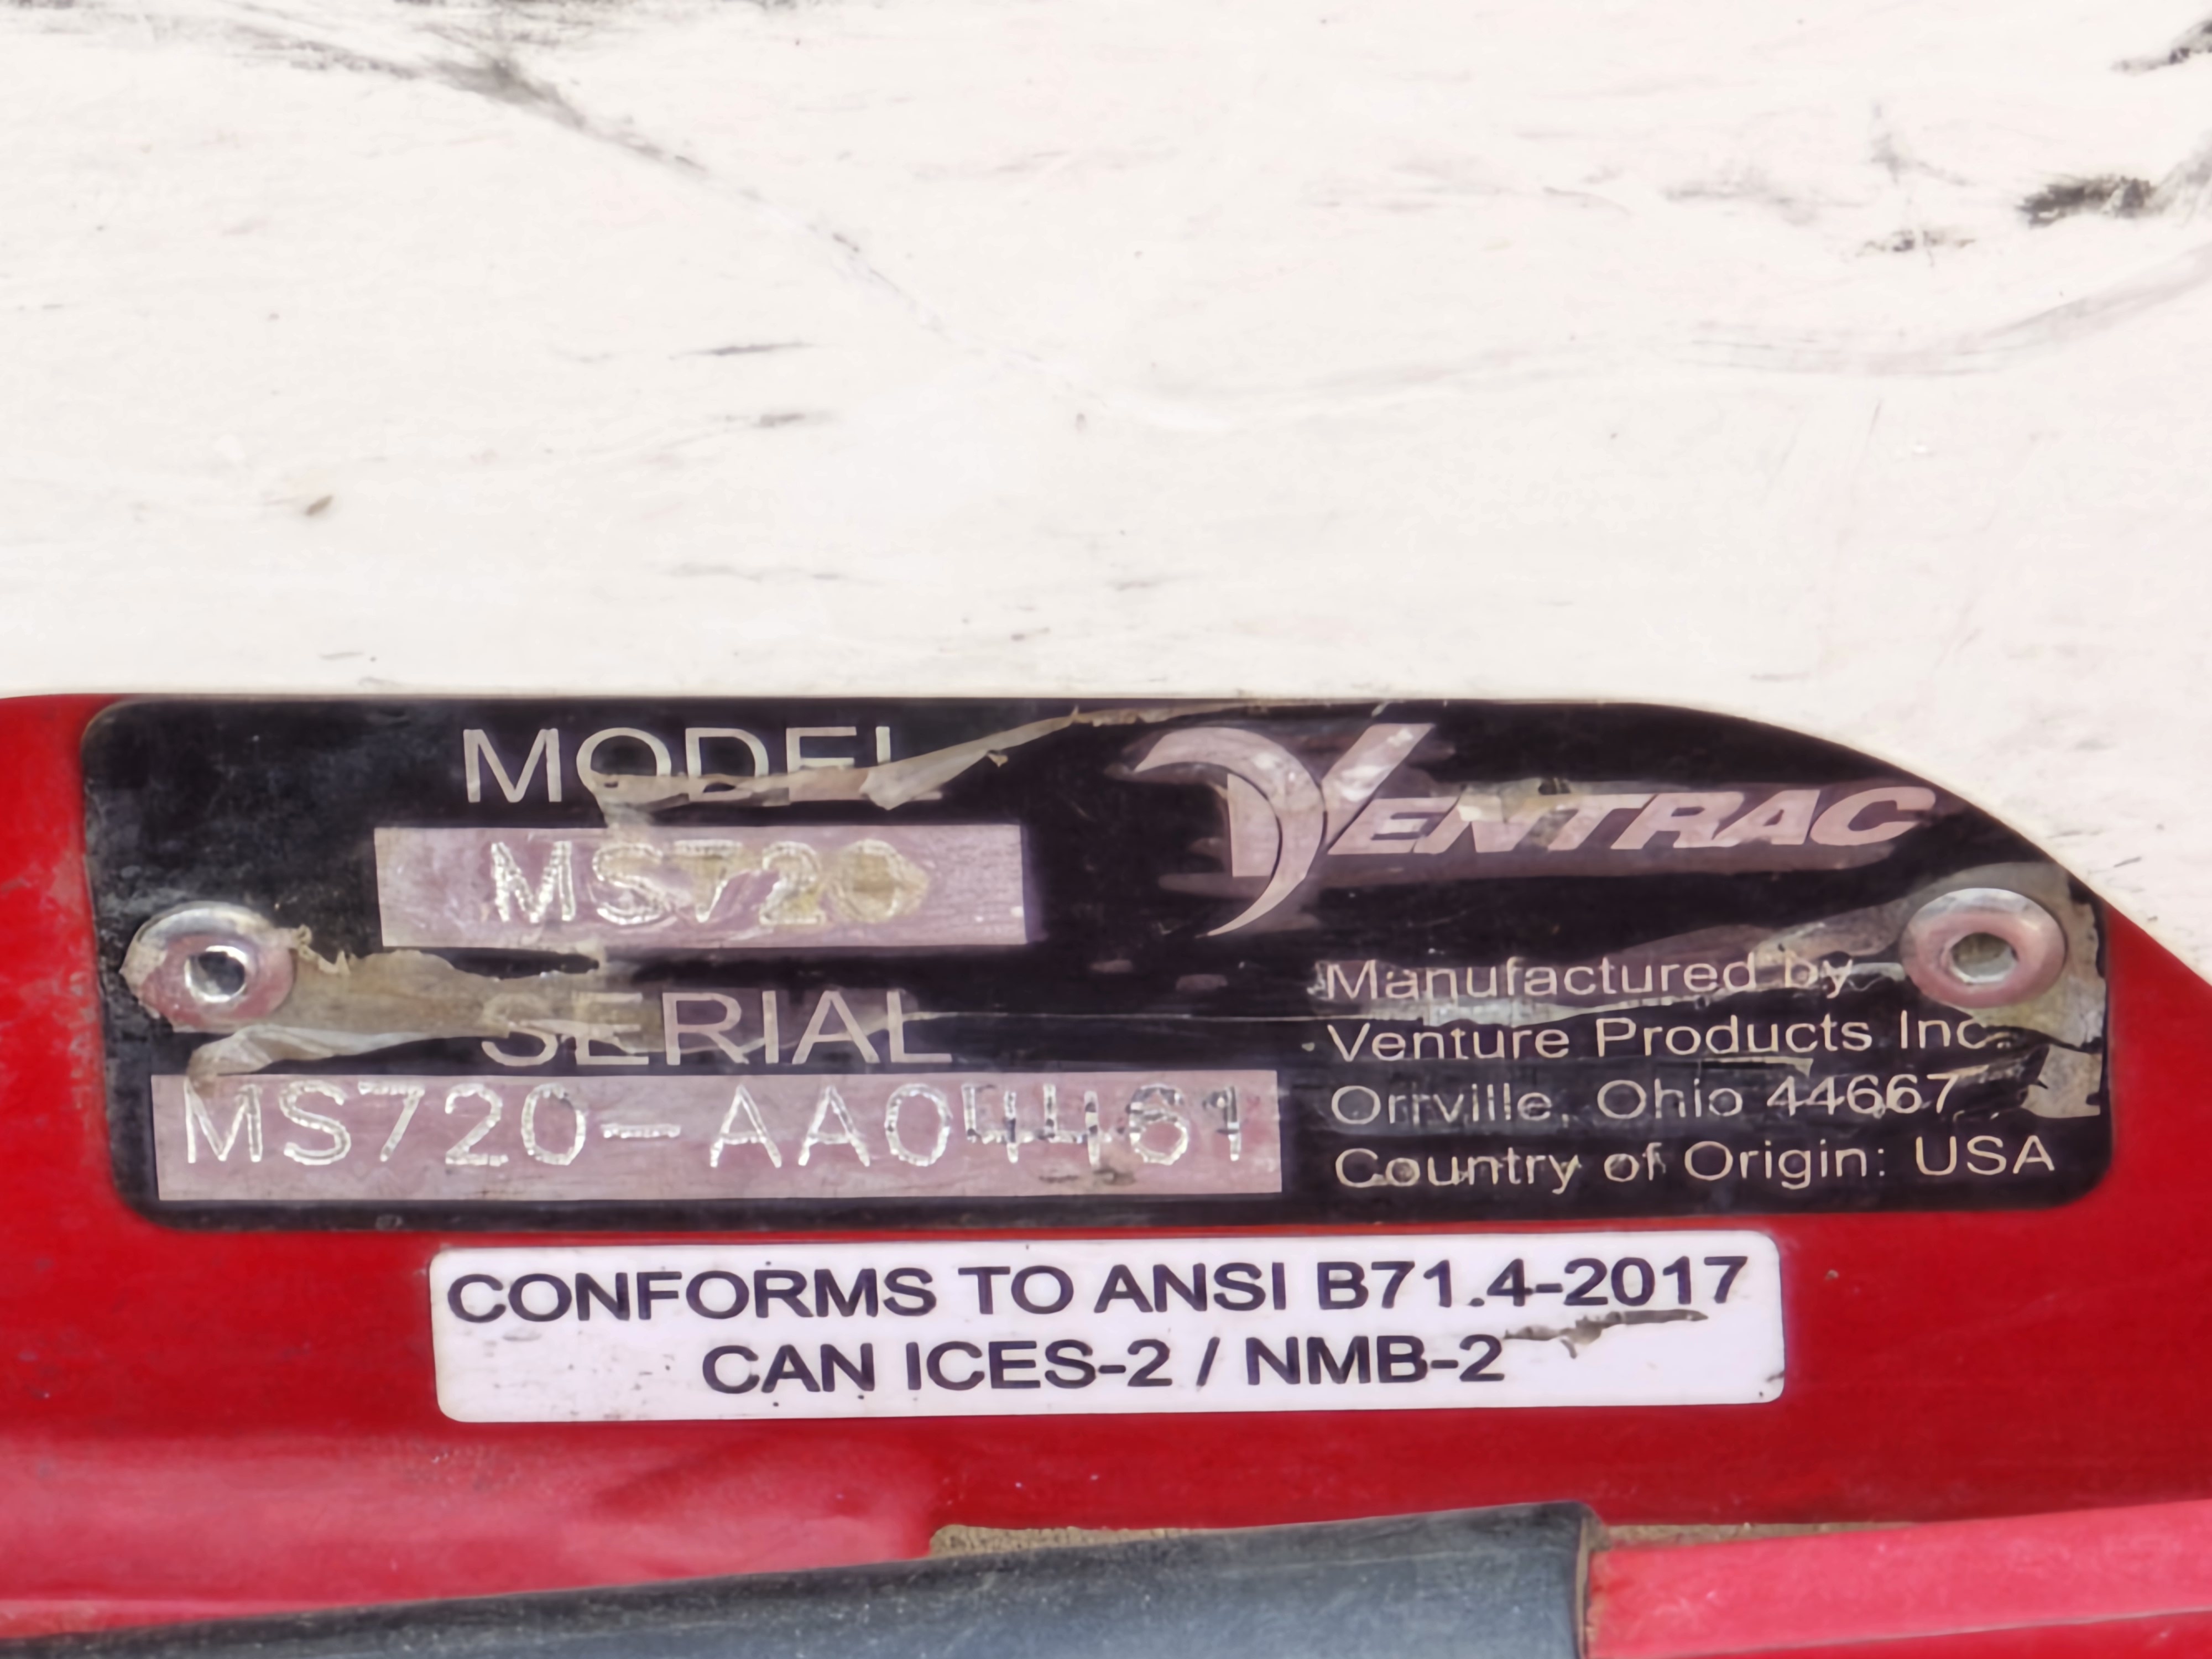 MODEL
MS720
VENTRAC
SERIAL
MS720-AA04461
Manufactured by
Venture Products Inc.
Orrville, Ohio 44667
Country of Origin: USA
CONFORMS TO ANSI B71.4-2017
CAN ICES-2 / NMB-2